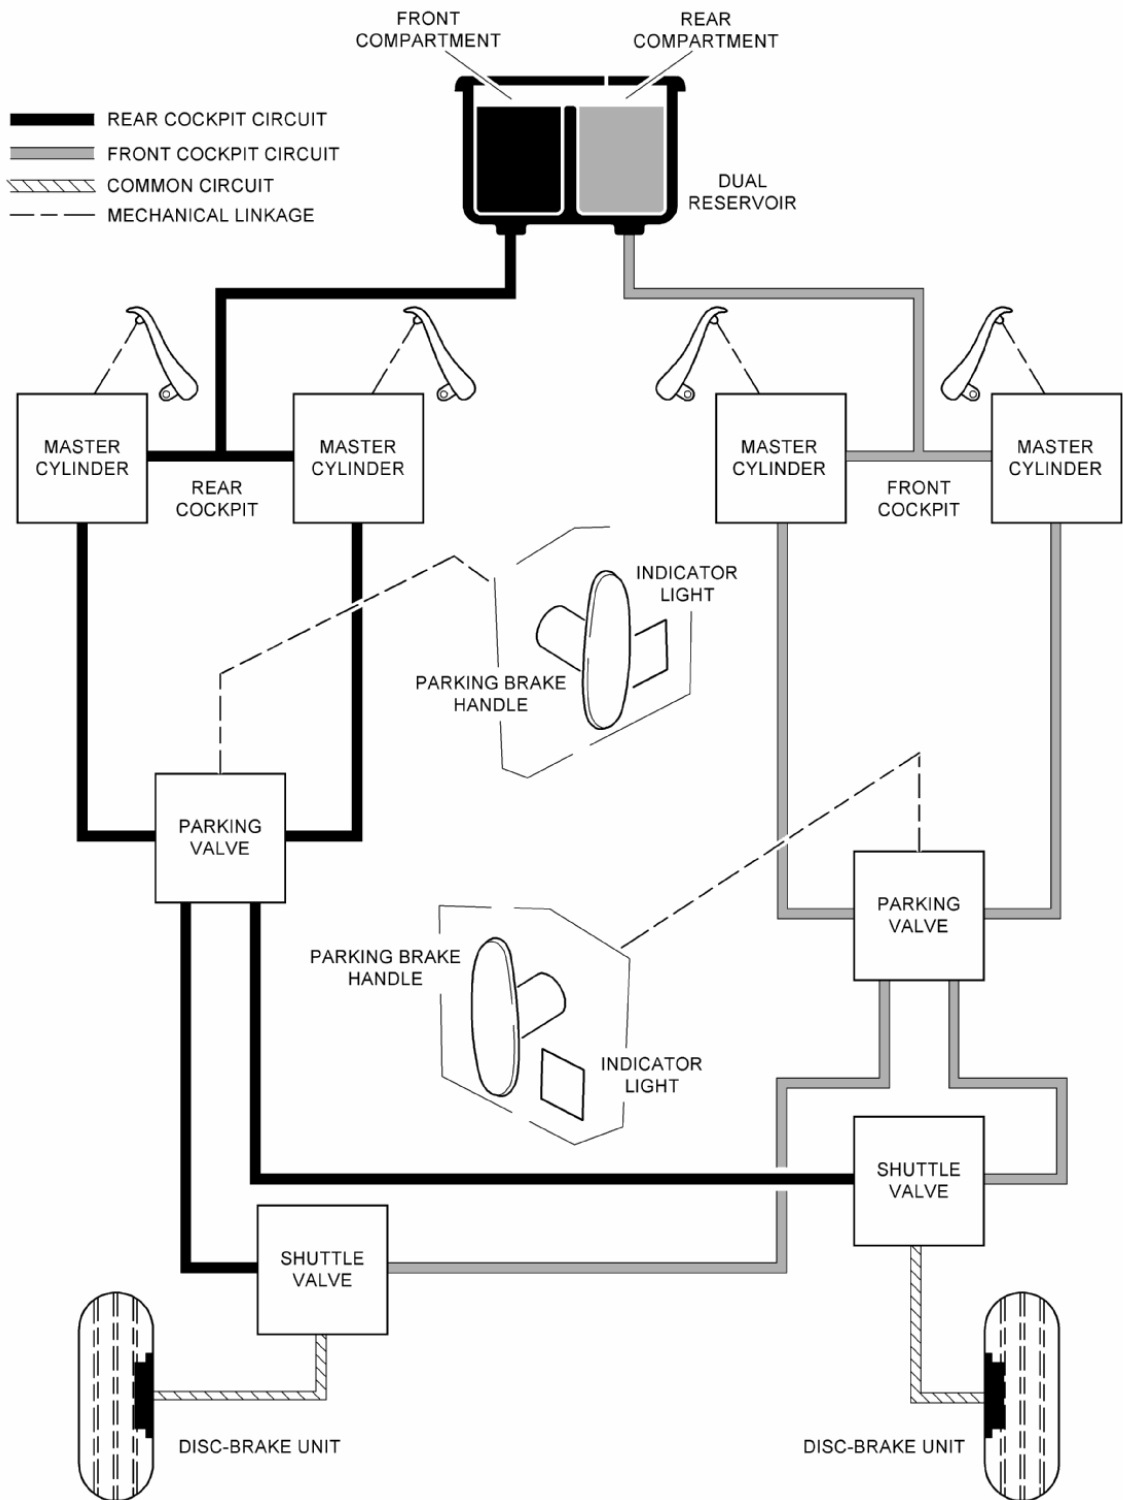 FRONT
COMPARTMENT
REAR
COMPARTMENT
REAR COCKPIT CIRCUIT
FRONT COCKPIT CIRCUIT
COMMON CIRCUIT
MECHANICAL LINKAGE
DUAL
RESERVOIR
MASTER
CYLINDER
REAR
COCKPIT
MASTER
CYLINDER
MASTER
CYLINDER
FRONT
COCKPIT
MASTER
CYLINDER
INDICATOR
LIGHT
PARKING BRAKE
HANDLE
PARKING
VALVE
PARKING
VALVE
PARKING BRAKE
HANDLE
INDICATOR
LIGHT
SHUTTLE
VALVE
SHUTTLE
VALVE
DISC-BRAKE UNIT
DISC-BRAKE UNIT